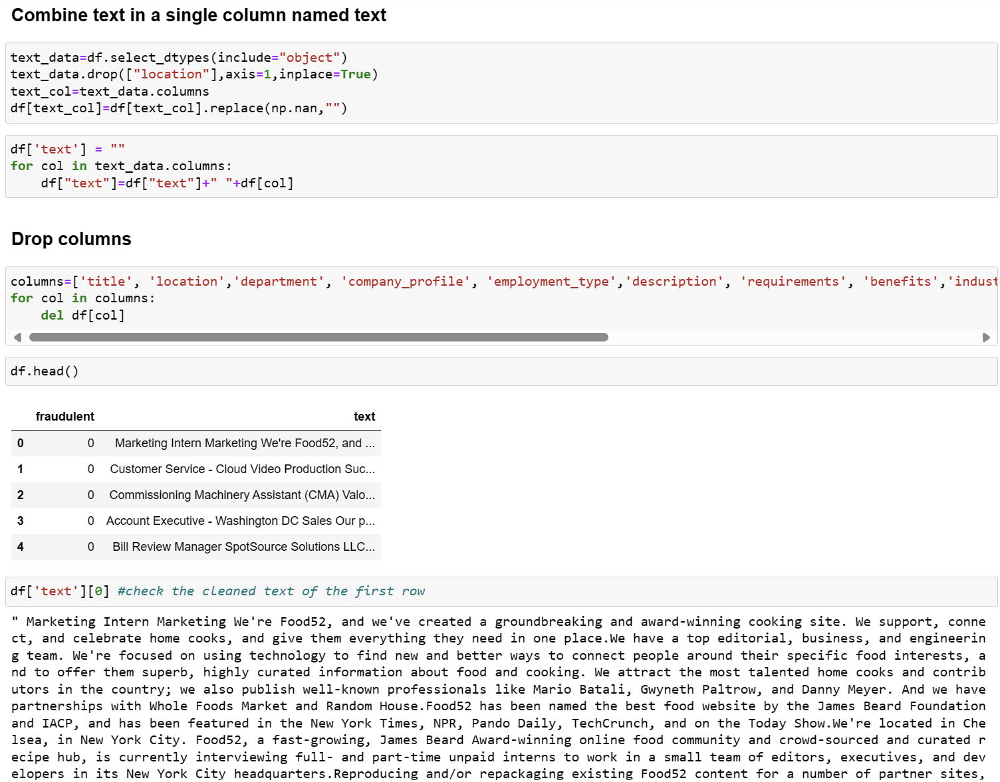 Combine text in a single column named text
text_data=df.select_dtypes(include="object")
text_data.drop(["location"],axis=1,inplace=True)
text_col=text_data.columns
df[text_col]=df[text_col].replace(np.nan,"")
df['text'] = ""
for col in text_data.columns:
    df["text"]=df["text"]+" "+df[col]
Drop columns
columns=['title', 'location','department', 'company_profile', 'employment_type','description', 'requirements', 'benefits','indust
for col in columns:
    del df[col]
df.head()
fraudulent text
0 0 Marketing Intern Marketing We're Food52, and ...
1 0 Customer Service - Cloud Video Production Suc...
2 0 Commissioning Machinery Assistant (CMA) Valo...
3 0 Account Executive - Washington DC Sales Our p...
4 0 Bill Review Manager SpotSource Solutions LLC...
df['text'][0] #check the cleaned text of the first row
" Marketing Intern Marketing We're Food52, and we've created a groundbreaking and award-winning cooking site. We support, conne
ct, and celebrate home cooks, and give them everything they need in one place.We have a top editorial, business, and engineerin
g team. We're focused on using technology to find new and better ways to connect people around their specific food interests, a
nd to offer them superb, highly curated information about food and cooking. We attract the most talented home cooks and contrib
utors in the country; we also publish well-known professionals like Mario Batali, Gwyneth Paltrow, and Danny Meyer. And we have
partnerships with Whole Foods Market and Random House.Food52 has been named the best food website by the James Beard Foundation
and IACP, and has been featured in the New York Times, NPR, Pando Daily, TechCrunch, and on the Today Show.We're located in Che
lsea, in New York City. Food52, a fast-growing, James Beard Award-winning online food community and crowd-sourced and curated r
ecipe hub, is currently interviewing full- and part-time unpaid interns to work in a small team of editors, executives, and dev
elopers in its New York City headquarters.Reproducing and/or repackaging existing Food52 content for a number of partner sites,